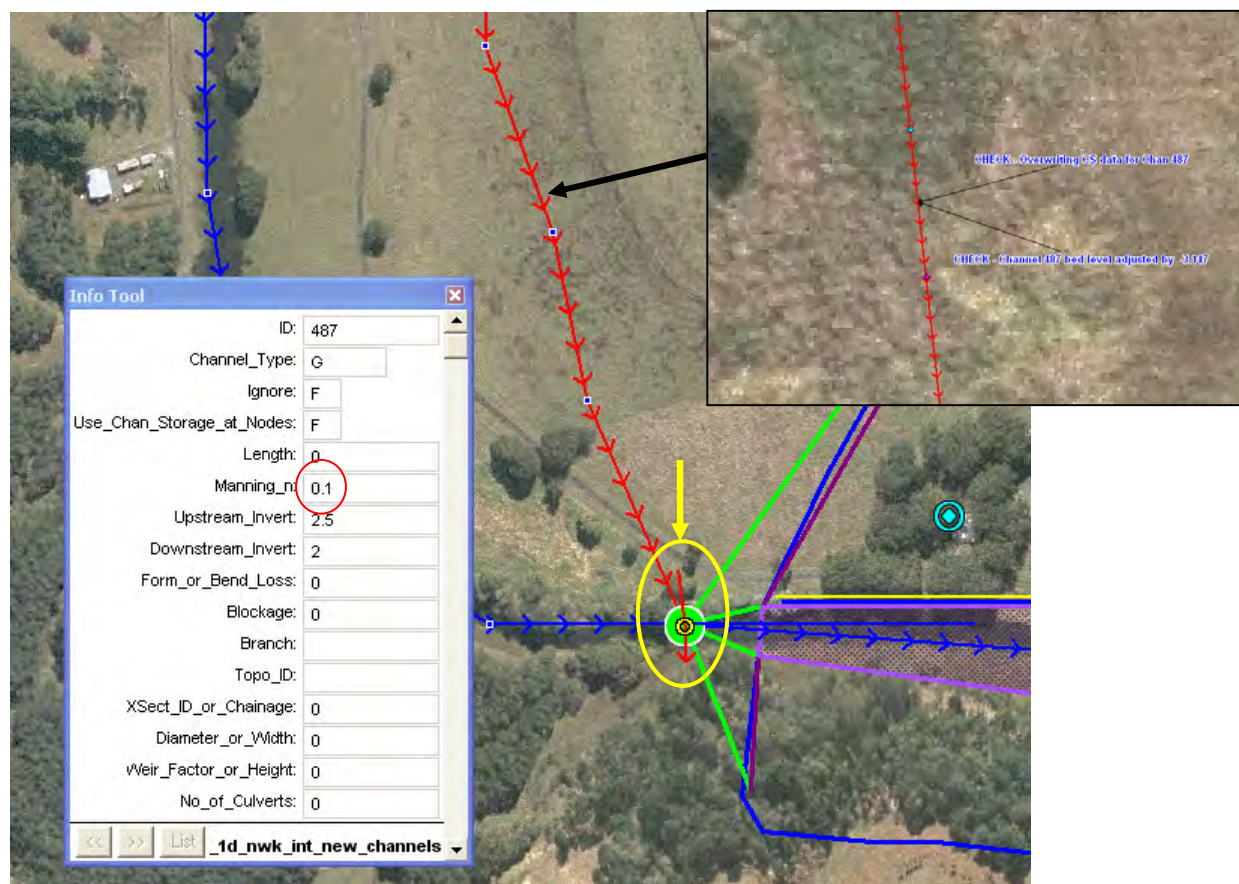 CHECK - Overwriting CS data for Chan 487
CHECK - Channel 487 bed level adjusted by -3.147
Info Tool
ID: 487
Channel_Type: G
Ignore: F
Use_Chan_Storage_at_Nodes: F
Length: 0
Manning_n: 0.1
Upstream_Invert: 2.5
Downstream_Invert: 2
Form_or_Bend_Loss: 0
Blockage: 0
Branch:
Topo_ID:
XSect_ID_or_Chainage: 0
Diameter_or_Width: 0
Weir_Factor_or_Height: 0
No_of_Culverts: 0
<< >> List _1d_nwk_int_new_channels